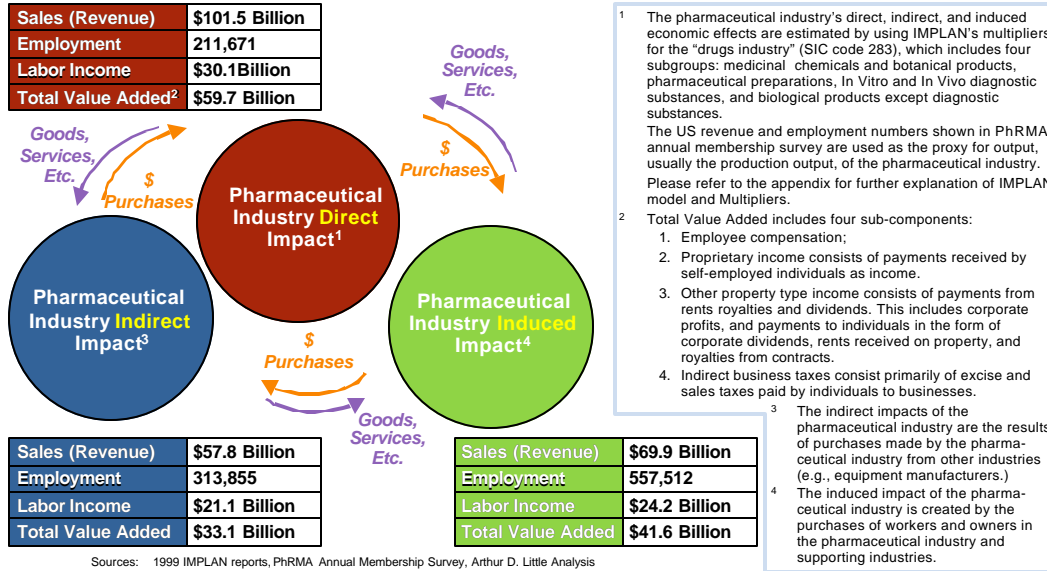 Sales (Revenue) $101.5 Billion
Employment 211,671
Labor Income $30.1Billion
Total Value Added² $59.7 Billion
Goods,
Services,
Etc.
$
Purchases
Goods,
Services,
Etc.
$
Purchases
Pharmaceutical
Industry Direct
Impact¹
Pharmaceutical
Industry Indirect
Impact³
Pharmaceutical
Industry Induced
Impact⁴
$
Purchases
Goods,
Services,
Etc.
Sales (Revenue) $57.8 Billion
Employment 313,855
Labor Income $21.1 Billion
Total Value Added $33.1 Billion
Sales (Revenue) $69.9 Billion
Employment 557,512
Labor Income $24.2 Billion
Total Value Added $41.6 Billion
¹ The pharmaceutical industry's direct, indirect, and induced
economic effects are estimated by using IMPLAN's multipliers
for the “drugs industry” (SIC code 283), which includes four
subgroups: medicinal chemicals and botanical products,
pharmaceutical preparations, In Vitro and In Vivo diagnostic
substances, and biological products except diagnostic
substances.
The US revenue and employment numbers shown in PhRMA
annual membership survey are used as the proxy for output,
usually the production output, of the pharmaceutical industry.
Please refer to the appendix for further explanation of IMPLAN
model and Multipliers.
² Total Value Added includes four sub-components:
1. Employee compensation;
2. Proprietary income consists of payments received by
self-employed individuals as income.
3. Other property type income consists of payments from
rents royalties and dividends. This includes corporate
profits, and payments to individuals in the form of
corporate dividends, rents received on property, and
royalties from contracts.
4. Indirect business taxes consist primarily of excise and
sales taxes paid by individuals to businesses.
³ The indirect impacts of the
pharmaceutical industry are the results
of purchases made by the pharma-
ceutical industry from other industries
(e.g., equipment manufacturers.)
⁴ The induced impact of the pharma-
ceutical industry is created by the
purchases of workers and owners in
the pharmaceutical industry and
supporting industries.
Sources: 1999 IMPLAN reports, PhRMA Annual Membership Survey, Arthur D. Little Analysis